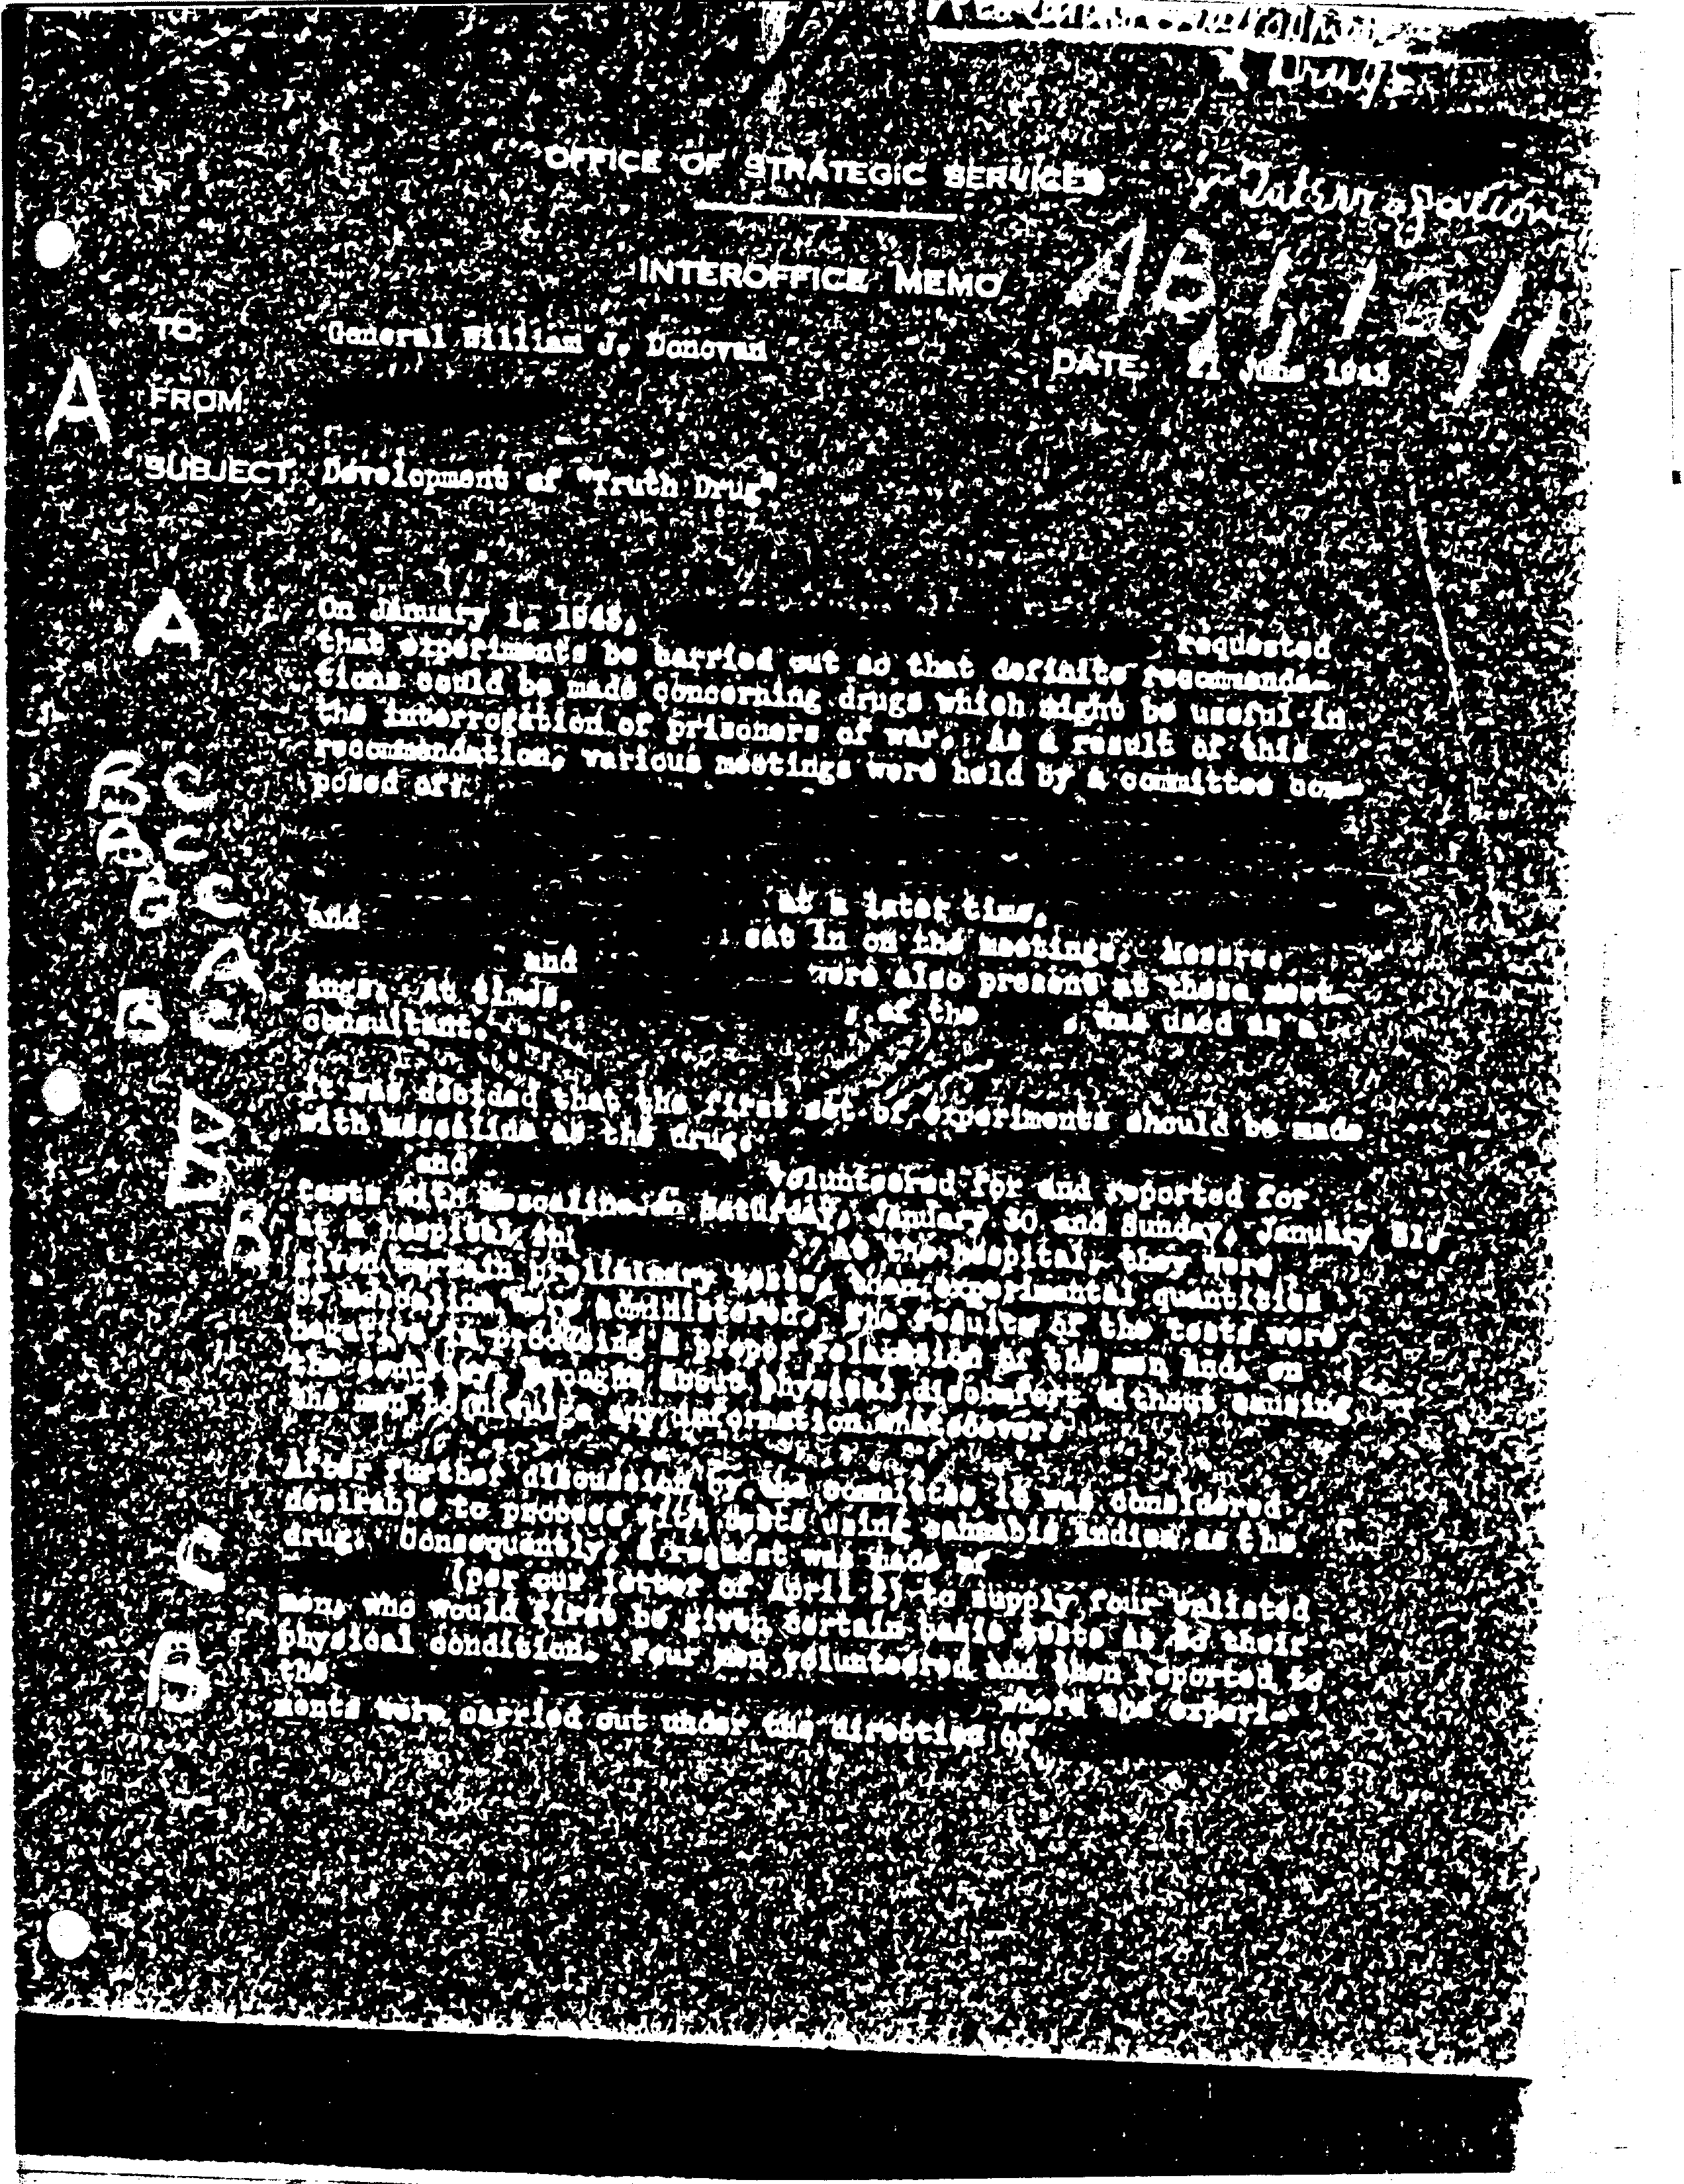 Drugs
OFFICE OF STRATEGIC SERVICES
x Interrogation
INTEROFFICE MEMO
TO: General William J. Donovan
DATE: 21 June 1943
A FROM
SUBJECT: Development of "Truth Drug"
A On January 1, 1943, requested
that experiments be carried out so that definite recommenda-
tions could be made concerning drugs which might be useful in
the interrogation of prisoners of war. As a result of this
recommendation, various meetings were held by a committee com-
B C posed of:
B C
B C and at a later time,
A sat in on the meetings. Messrs.
and were also present at these meet-
B C ings. At times, , of the , was used as a
consultant.
It was decided that the first set of experiments should be made
B with Mescaline as the drug.
B and volunteered for and reported for
tests with Mescaline on Saturday, January 30 and Sunday, January 31,
B at a hospital in At the hospital, they were
given certain preliminary tests, then experimental quantities
of Mescaline were administered. The results of the tests were
negative in producing a proper relaxation of the men and, on
the contrary, brought about physical discomfort without causing
the men to divulge any information whatsoever.
After further discussion by the committee it was considered
desirable to proceed with tests using cannabis indica as the
drug. Consequently, a request was made of
C (per our letter of April 2) to supply four enlisted
men, who would first be given certain basic tests as to their
physical condition. Four men volunteered and then reported to
B the where the experi-
ments were carried out under the direction of